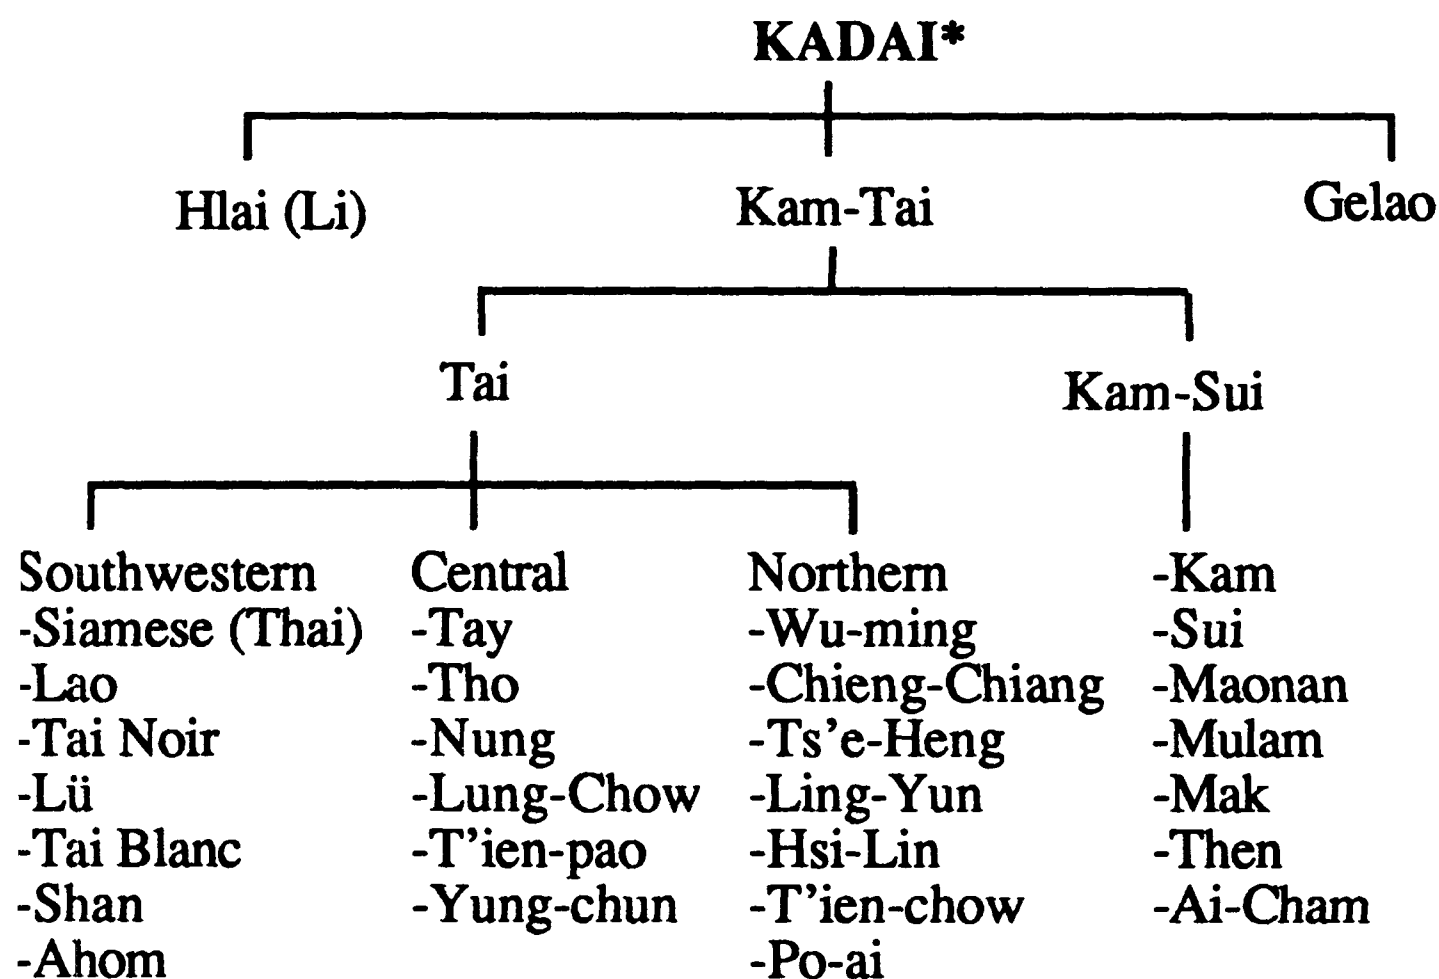 KADAI*
Hlai (Li) Kam-Tai Gelao
Tai Kam-Sui
Southwestern Central Northern -Kam
-Siamese (Thai) -Tay -Wu-ming -Sui
-Lao -Tho -Chieng-Chiang -Maonan
-Tai Noir -Nung -Ts'e-Heng -Mulam
-Lü -Lung-Chow -Ling-Yun -Mak
-Tai Blanc -T'ien-pao -Hsi-Lin -Then
-Shan -Yung-chun -T'ien-chow -Ai-Cham
-Ahom -Po-ai